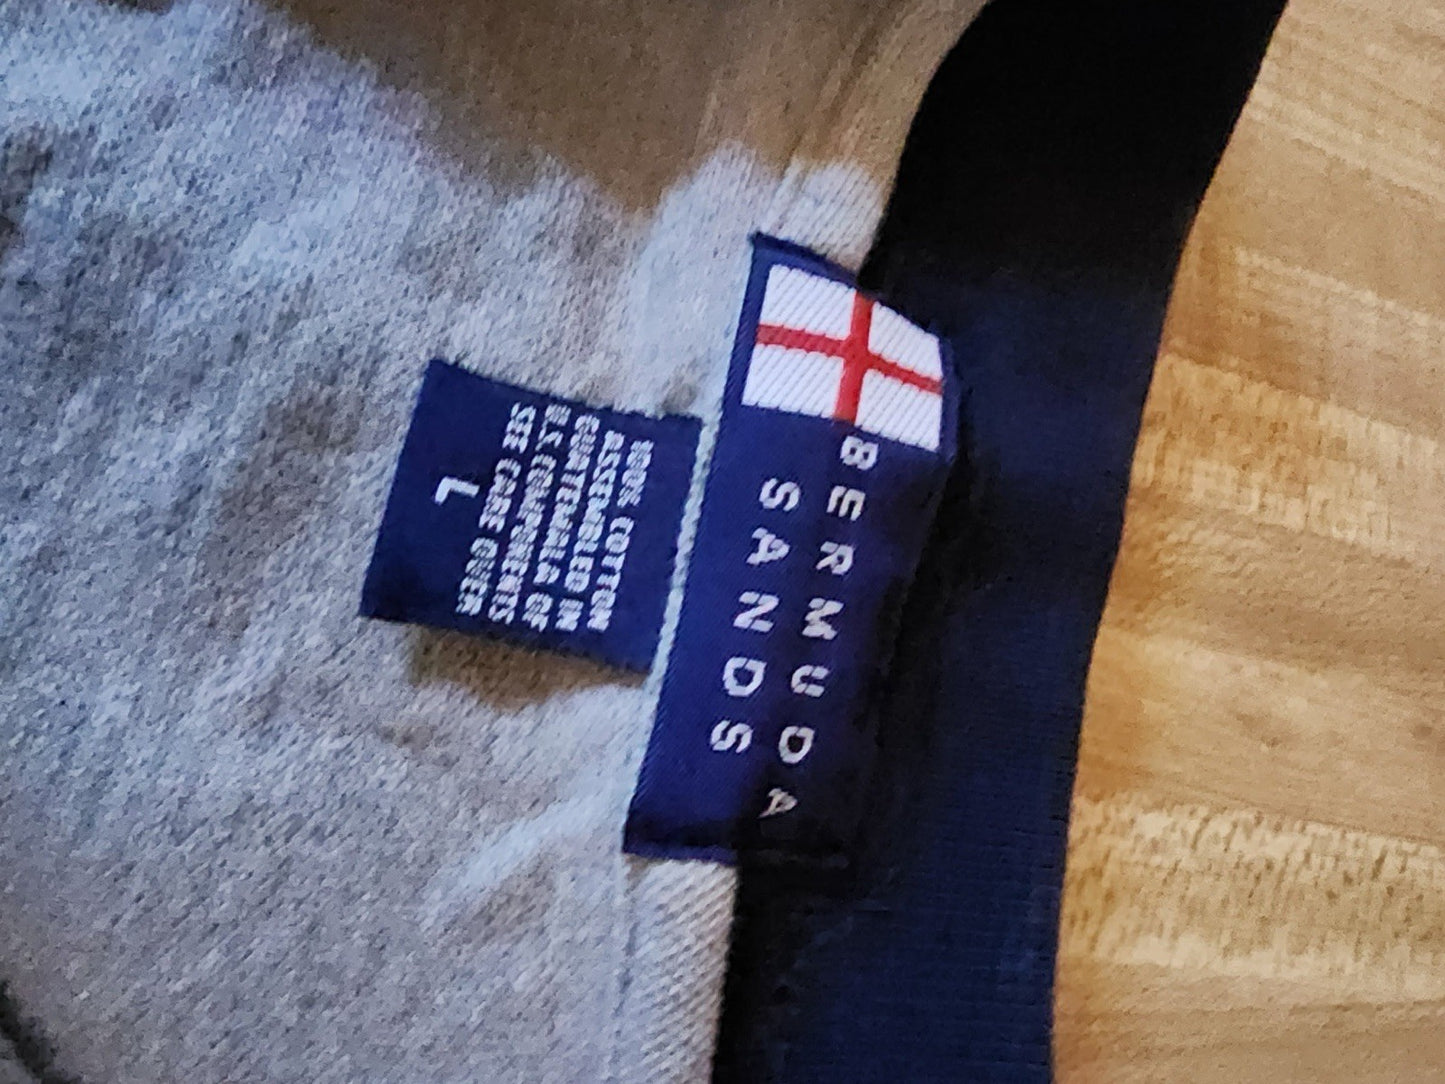 BERMUDA
SANDS
100% COTTON
ASSEMBLED IN
GUATEMALA OF
U.S. COMPONENTS
SEE CARE OVER
L